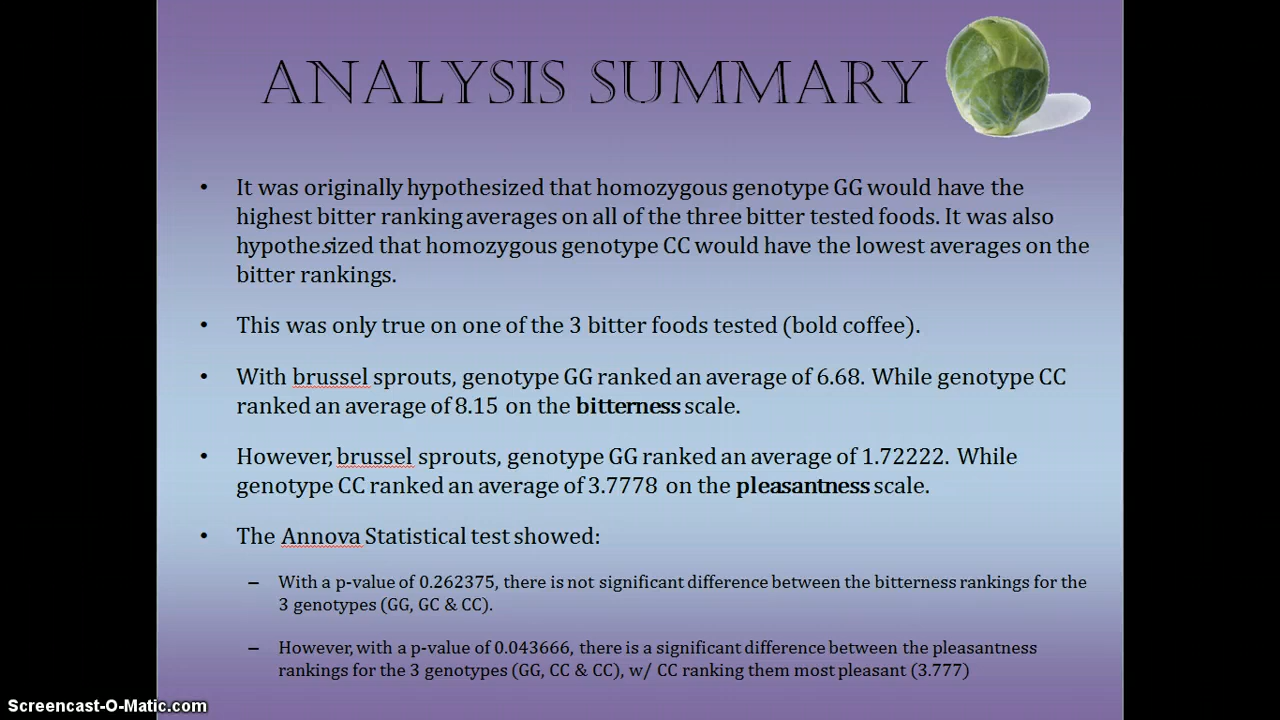 ANALYSIS SUMMARY
• It was originally hypothesized that homozygous genotype GG would have the
highest bitter ranking averages on all of the three bitter tested foods. It was also
hypothesized that homozygous genotype CC would have the lowest averages on the
bitter rankings.
• This was only true on one of the 3 bitter foods tested (bold coffee).
• With brussel sprouts, genotype GG ranked an average of 6.68. While genotype CC
ranked an average of 8.15 on the bitterness scale.
• However, brussel sprouts, genotype GG ranked an average of 1.72222. While
genotype CC ranked an average of 3.7778 on the pleasantness scale.
• The Annova Statistical test showed:
– With a p-value of 0.262375, there is not significant difference between the bitterness rankings for the
3 genotypes (GG, GC & CC).
– However, with a p-value of 0.043666, there is a significant difference between the pleasantness
rankings for the 3 genotypes (GG, CC & CC), w/ CC ranking them most pleasant (3.777)
Screencast-O-Matic.com